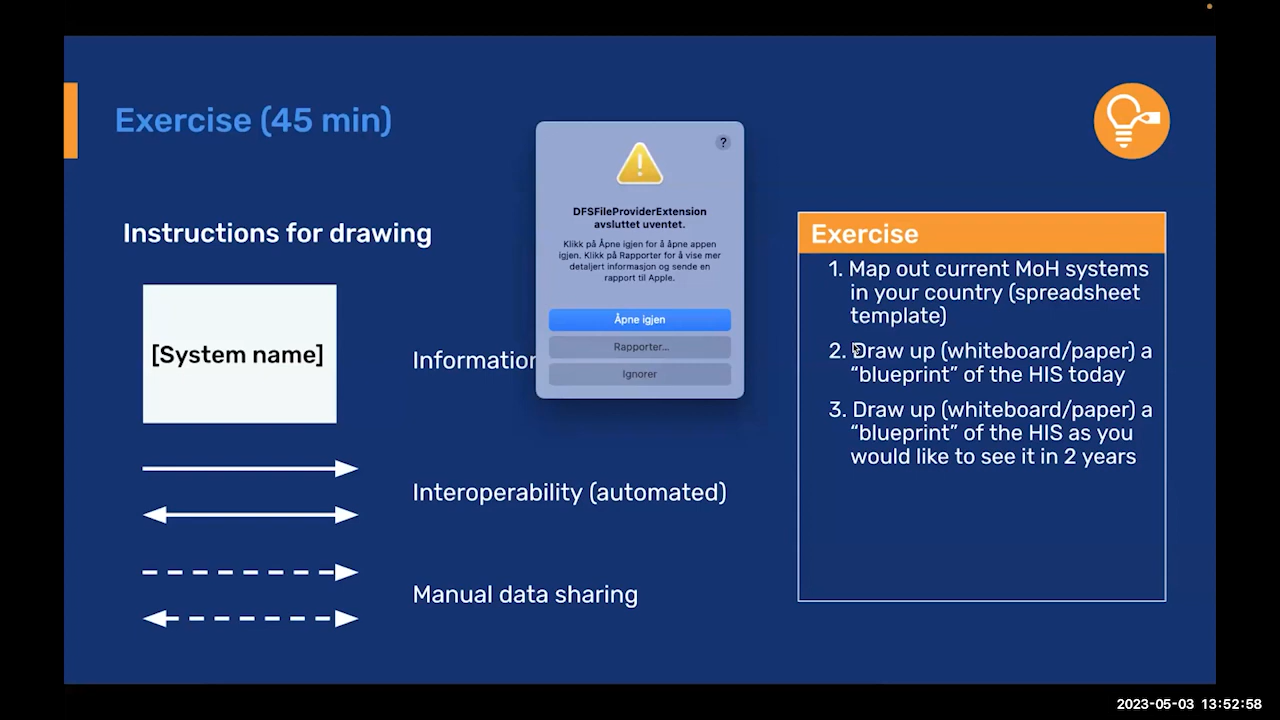 Exercise (45 min)
?
DFSFileProviderExtension
avsluttet uventet.
Klikk på Åpne igjen for å åpne appen
igjen. Klikk på Rapporter for å vise mer
detaljert informasjon og sende en
rapport til Apple.
Åpne igjen
Rapporter...
Ignorer
Instructions for drawing
[System name]
Information
Interoperability (automated)
Manual data sharing
Exercise
1. Map out current MoH systems
in your country (spreadsheet
template)
2. Draw up (whiteboard/paper) a
“blueprint” of the HIS today
3. Draw up (whiteboard/paper) a
“blueprint” of the HIS as you
would like to see it in 2 years
2023-05-03 13:52:58